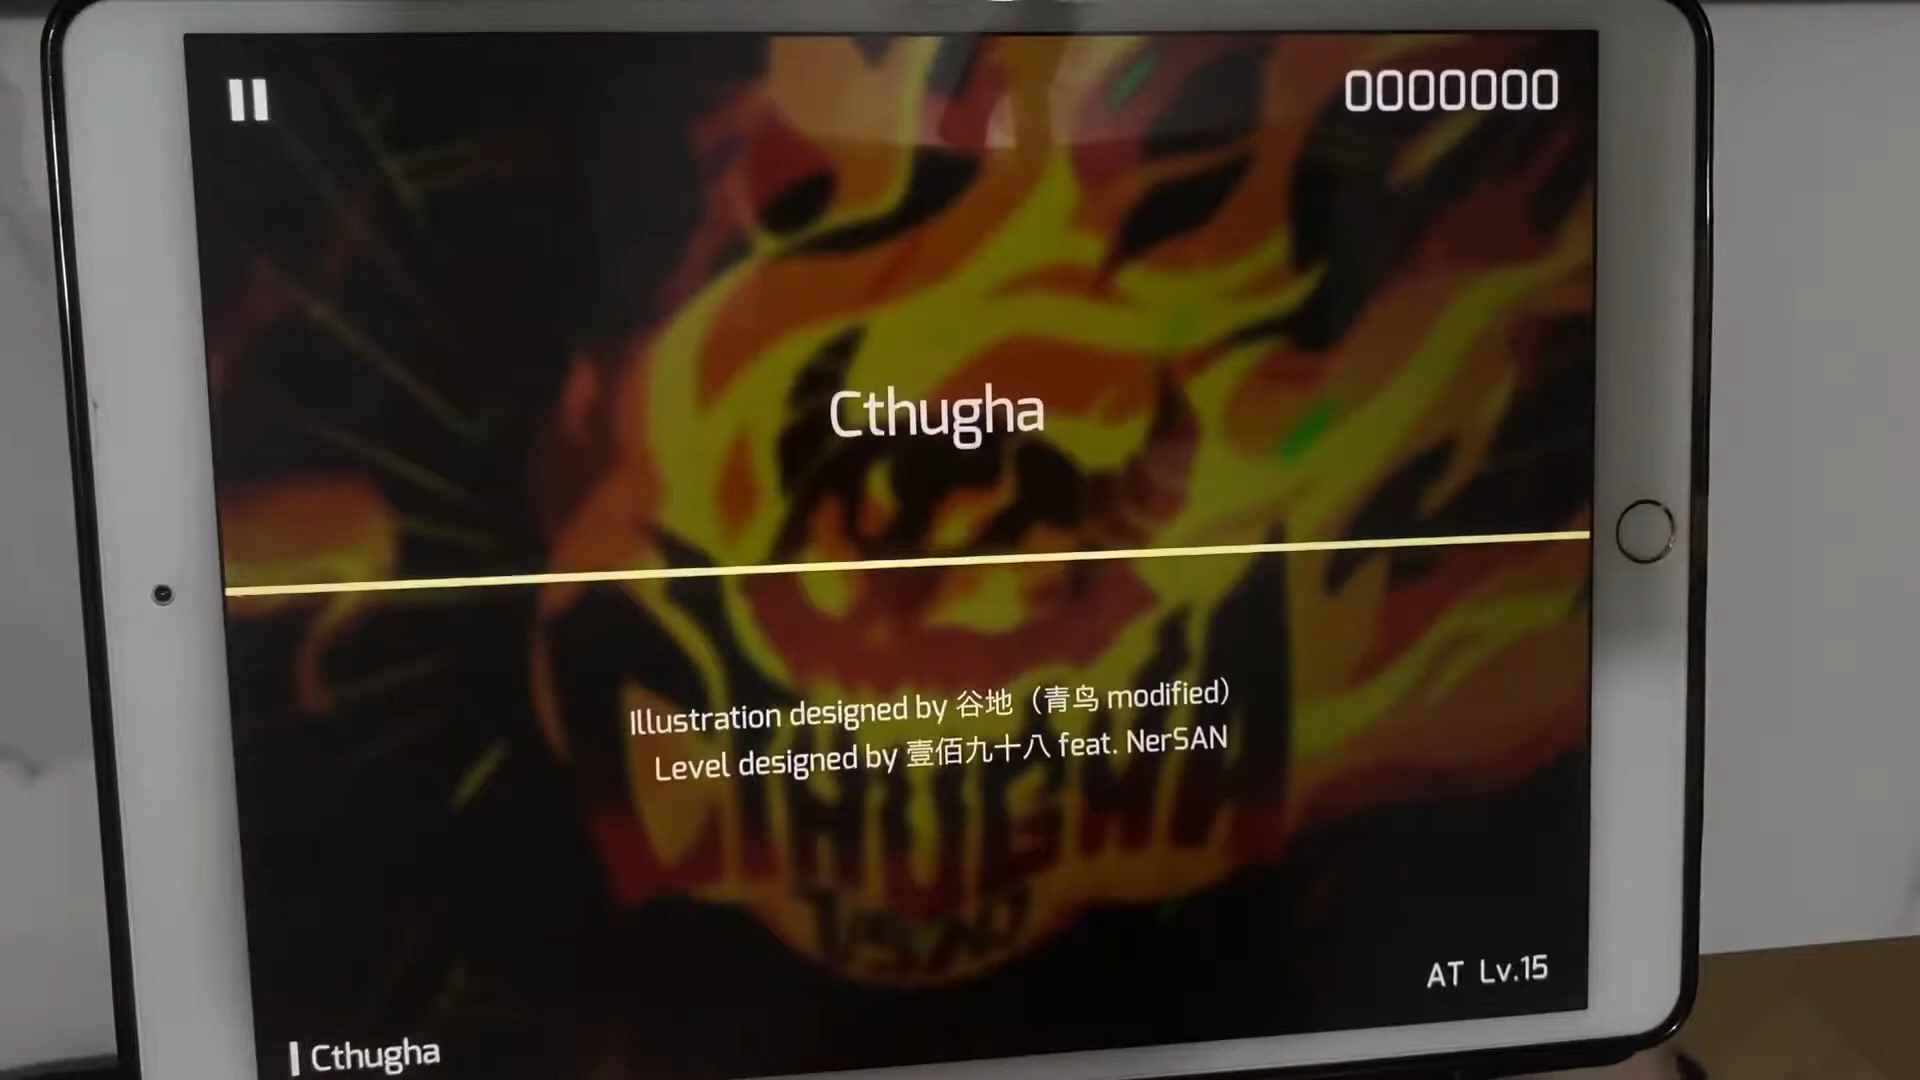 0000000
Cthugha
Illustration designed by 谷地（青鸟 modified）
Level designed by 壹佰九十八 feat. NerSAN
CTHUGHA
AT Lv.15
Cthugha